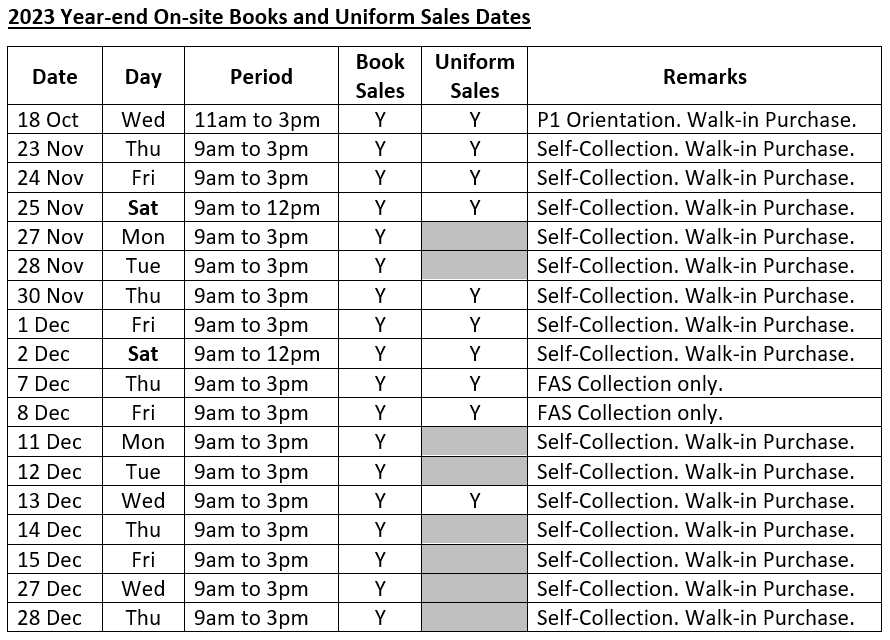 2023 Year-end On-site Books and Uniform Sales Dates
Date Day Period Book Sales Uniform Sales Remarks
18 Oct Wed 11am to 3pm Y Y P1 Orientation. Walk-in Purchase.
23 Nov Thu 9am to 3pm Y Y Self-Collection. Walk-in Purchase.
24 Nov Fri 9am to 3pm Y Y Self-Collection. Walk-in Purchase.
25 Nov Sat 9am to 12pm Y Y Self-Collection. Walk-in Purchase.
27 Nov Mon 9am to 3pm Y Self-Collection. Walk-in Purchase.
28 Nov Tue 9am to 3pm Y Self-Collection. Walk-in Purchase.
30 Nov Thu 9am to 3pm Y Y Self-Collection. Walk-in Purchase.
1 Dec Fri 9am to 3pm Y Y Self-Collection. Walk-in Purchase.
2 Dec Sat 9am to 12pm Y Y Self-Collection. Walk-in Purchase.
7 Dec Thu 9am to 3pm Y Y FAS Collection only.
8 Dec Fri 9am to 3pm Y Y FAS Collection only.
11 Dec Mon 9am to 3pm Y Self-Collection. Walk-in Purchase.
12 Dec Tue 9am to 3pm Y Self-Collection. Walk-in Purchase.
13 Dec Wed 9am to 3pm Y Y Self-Collection. Walk-in Purchase.
14 Dec Thu 9am to 3pm Y Self-Collection. Walk-in Purchase.
15 Dec Fri 9am to 3pm Y Self-Collection. Walk-in Purchase.
27 Dec Wed 9am to 3pm Y Self-Collection. Walk-in Purchase.
28 Dec Thu 9am to 3pm Y Self-Collection. Walk-in Purchase.